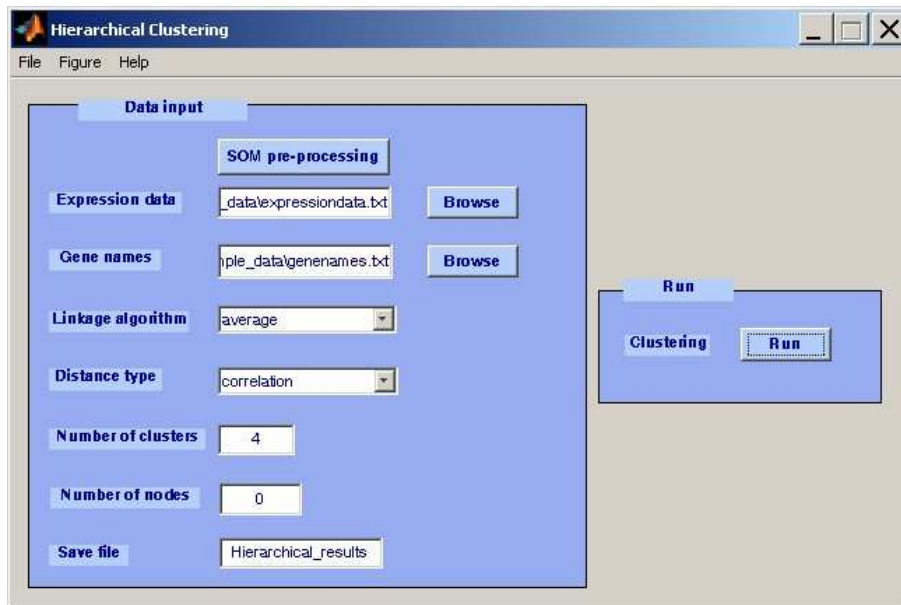 Hierarchical Clustering
File Figure Help
Data input
SOM pre-processing
Expression data _data\expressiondata.txt Browse
Gene names nple_data\genenames.txt Browse
Linkage algorithm average
Distance type correlation
Number of clusters 4
Number of nodes 0
Save file Hierarchical_results
Run
Clustering Run